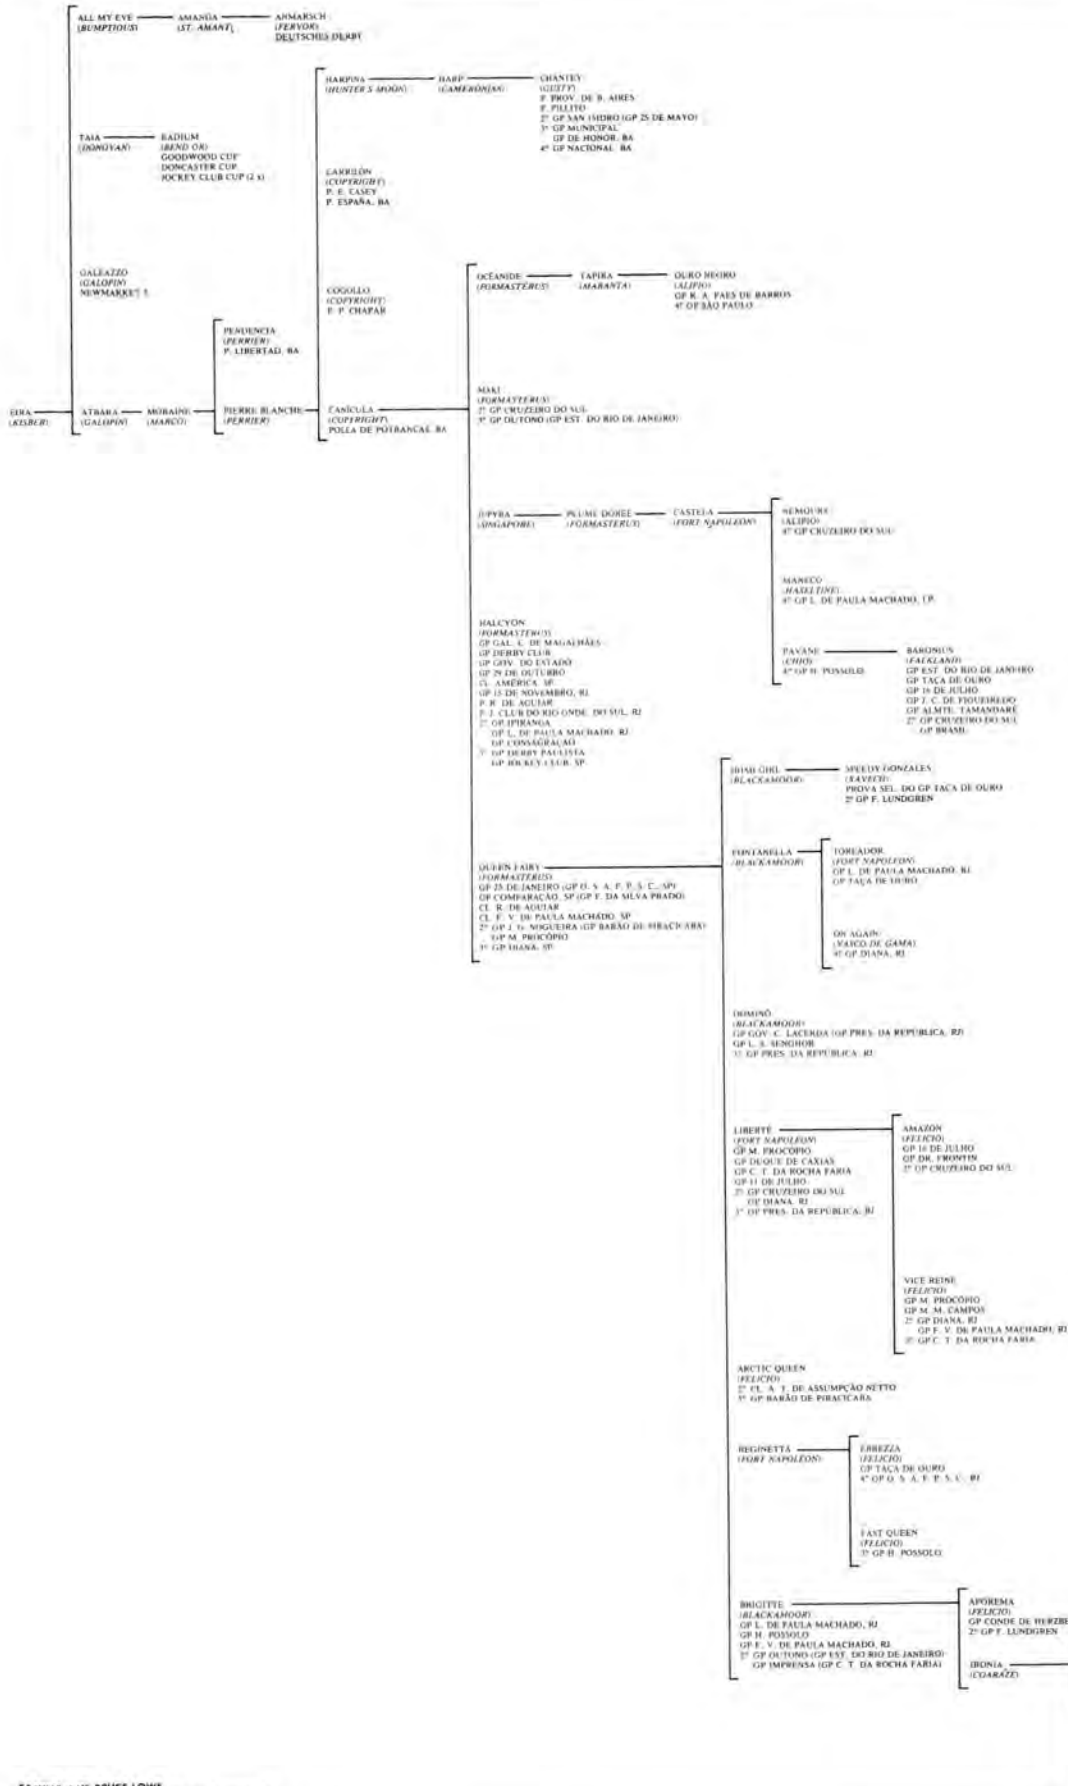 ALL MY EVE
(BUMPTIOUS)
AMANDA
(ST. AMANT)
ANMARSCH
(FERVOR)
DEUTSCHES DERBY
TAIA
(DONOVAN)
RADIUM
(BEND OR)
GOODWOOD CUP
DONCASTER CUP
JOCKEY CLUB CUP (2 x)
GALEAZZO
(GALOPIN)
NEWMARKET S.
EIRA
(KISBER)
ATBARA
(GALOPIN)
MORAINE
(MARCO)
PENDENCIA
(PERRIER)
P. LIBERTAD, BA
PIERRE BLANCHE
(PERRIER)
HARPINA
(HUNTER'S MOON)
HARP
(CAMERONIAN)
CHANTEY
(GUSTY)
P. PROV. DE B. AIRES
P. PILLITO
2º GP SAN ISIDRO (GP 25 DE MAYO)
3º GP MUNICIPAL
GP DE HONOR, BA
4º GP NACIONAL, BA
CARRILÓN
(COPYRIGHT)
P. E. CASEY
P. ESPAÑA, BA
COGOLLO
(COPYRIGHT)
P. P. CHAPAR
CANÍCULA
(COPYRIGHT)
POLLA DE POTRANCAS, BA
OCÉANIDE
(FORMASTÉRUS)
TAPIRA
(MARANTA)
OURO NEGRO
(ALIPIO)
GP R. A. PAES DE BARROS
4º GP SÃO PAULO
MAKI
(FORMASTERUS)
2º GP CRUZEIRO DO SUL
3º GP OUTONO (GP EST. DO RIO DE JANEIRO)
JUPYRA
(SINGAPORE)
PLUME DORÉE
(FORMASTERUS)
CASTELA
(FORT NAPOLÉON)
NEMOURS
(ALIPIO)
4º GP CRUZEIRO DO SUL
MANECO
(HASELTINE)
4º GP L. DE PAULA MACHADO, CP
PAVANE
(CHIO)
4º GP H. POSSOLO
BARONIUS
(FALKLAND)
GP EST. DO RIO DE JANEIRO
GP TAÇA DE OURO
GP 16 DE JULHO
GP J. C. DE FIGUEIREDO
GP ALMTE. TAMANDARÉ
2º GP CRUZEIRO DO SUL
GP BRASIL
HALCYON
(FORMASTERUS)
GP GAL. C. DE MAGALHÃES
GP DERBY CLUB
GP GOV. DO ESTADO
GP 29 DE OUTUBRO
CL. AMÉRICA, SP
GP 15 DE NOVEMBRO, RJ
P. R. DE AGUIAR
P. J. CLUB DO RIO GNDE. DO SUL, RJ
2º GP IPIRANGA
GP L. DE PAULA MACHADO, RJ
GP CONSAGRAÇÃO
3º GP DERBY PAULISTA
GP JOCKEY CLUB, SP
QUEEN FAIRY
(FORMASTÉRUS)
GP 25 DE JANEIRO (GP O. S. A. F. P. S. C., SP)
GP COMPARAÇÃO, SP (GP F. DA SILVA PRADO)
CL. R. DE AGUIAR
CL. F. V. DE PAULA MACHADO, SP
2º GP J. G. NOGUEIRA (GP BARÃO DE PIRACICABA)
GP M. PROCÓPIO
3º GP DIANA, SP
IRISH GIRL
(BLACKAMOOR)
SPEEDY GONZALES
(XAVECO)
PROVA SEL. DO GP TAÇA DE OURO
2º GP F. LUNDGREN
FONTANELLA
(BLACKAMOOR)
TOREADOR
(FORT NAPOLÉON)
GP L. DE PAULA MACHADO, RJ
GP TAÇA DE OURO
ON AGAIN
(VASCO DE GAMA)
4º GP DIANA, RJ
DOMINÓ
(BLACKAMOOR)
GP GOV. C. LACERDA (GP PRES. DA REPÚBLICA, RJ)
GP L. S. SENGHOR
3º GP PRES. DA REPÚBLICA, RJ
LIBERTÉ
(FORT NAPOLÉON)
GP M. PROCÓPIO
GP DUQUE DE CAXIAS
GP C. T. DA ROCHA FARIA
GP 11 DE JULHO
2º GP CRUZEIRO DO SUL
GP DIANA, RJ
3º GP PRES. DA REPÚBLICA, RJ
AMAZON
(FELICIO)
GP 16 DE JULHO
GP DR. FRONTIN
2º GP CRUZEIRO DO SUL
VICE REINE
(FELICIO)
GP M. PROCÓPIO
GP M. M. CAMPOS
2º GP DIANA, RJ
GP F. V. DE PAULA MACHADO, RJ
3º GP C. T. DA ROCHA FARIA
ARCTIC QUEEN
(FELICIO)
2º CL. A. T. DE ASSUMPÇÃO NETTO
3º GP BARÃO DE PIRACICABA
REGINETTA
(FORT NAPOLÉON)
EBREZZA
(FELICIO)
GP TAÇA DE OURO
4º GP O. S. A. F. P. S. C., RJ
FAST QUEEN
(FELICIO)
3º GP H. POSSOLO
BRIGITTE
(BLACKAMOOR)
GP L. DE PAULA MACHADO, RJ
GP H. POSSOLO
GP F. V. DE PAULA MACHADO, RJ
2º GP OUTONO (GP EST. DO RIO DE JANEIRO)
GP IMPRENSA (GP C. T. DA ROCHA FARIA)
APOREMA
(FELICIO)
GP CONDE DE HERZBE
2º GP F. LUNDGREN
IRONIA
(COARAZE)